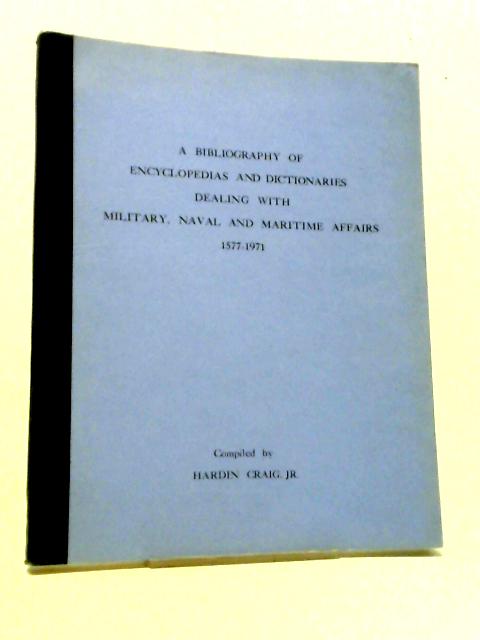 A BIBLIOGRAPHY OF
ENCYCLOPEDIAS AND DICTIONARIES
DEALING WITH
MILITARY, NAVAL AND MARITIME AFFAIRS
1577-1971
Compiled by
HARDIN CRAIG, JR.